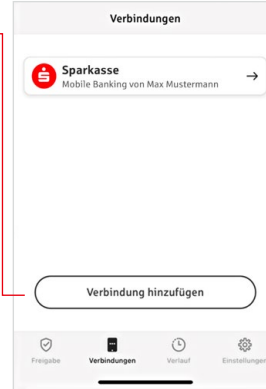 Verbindungen
Sparkasse
Mobile Banking von Max Mustermann
Verbindung hinzufügen
Freigabe
Verbindungen
Verlauf
Einstellungen